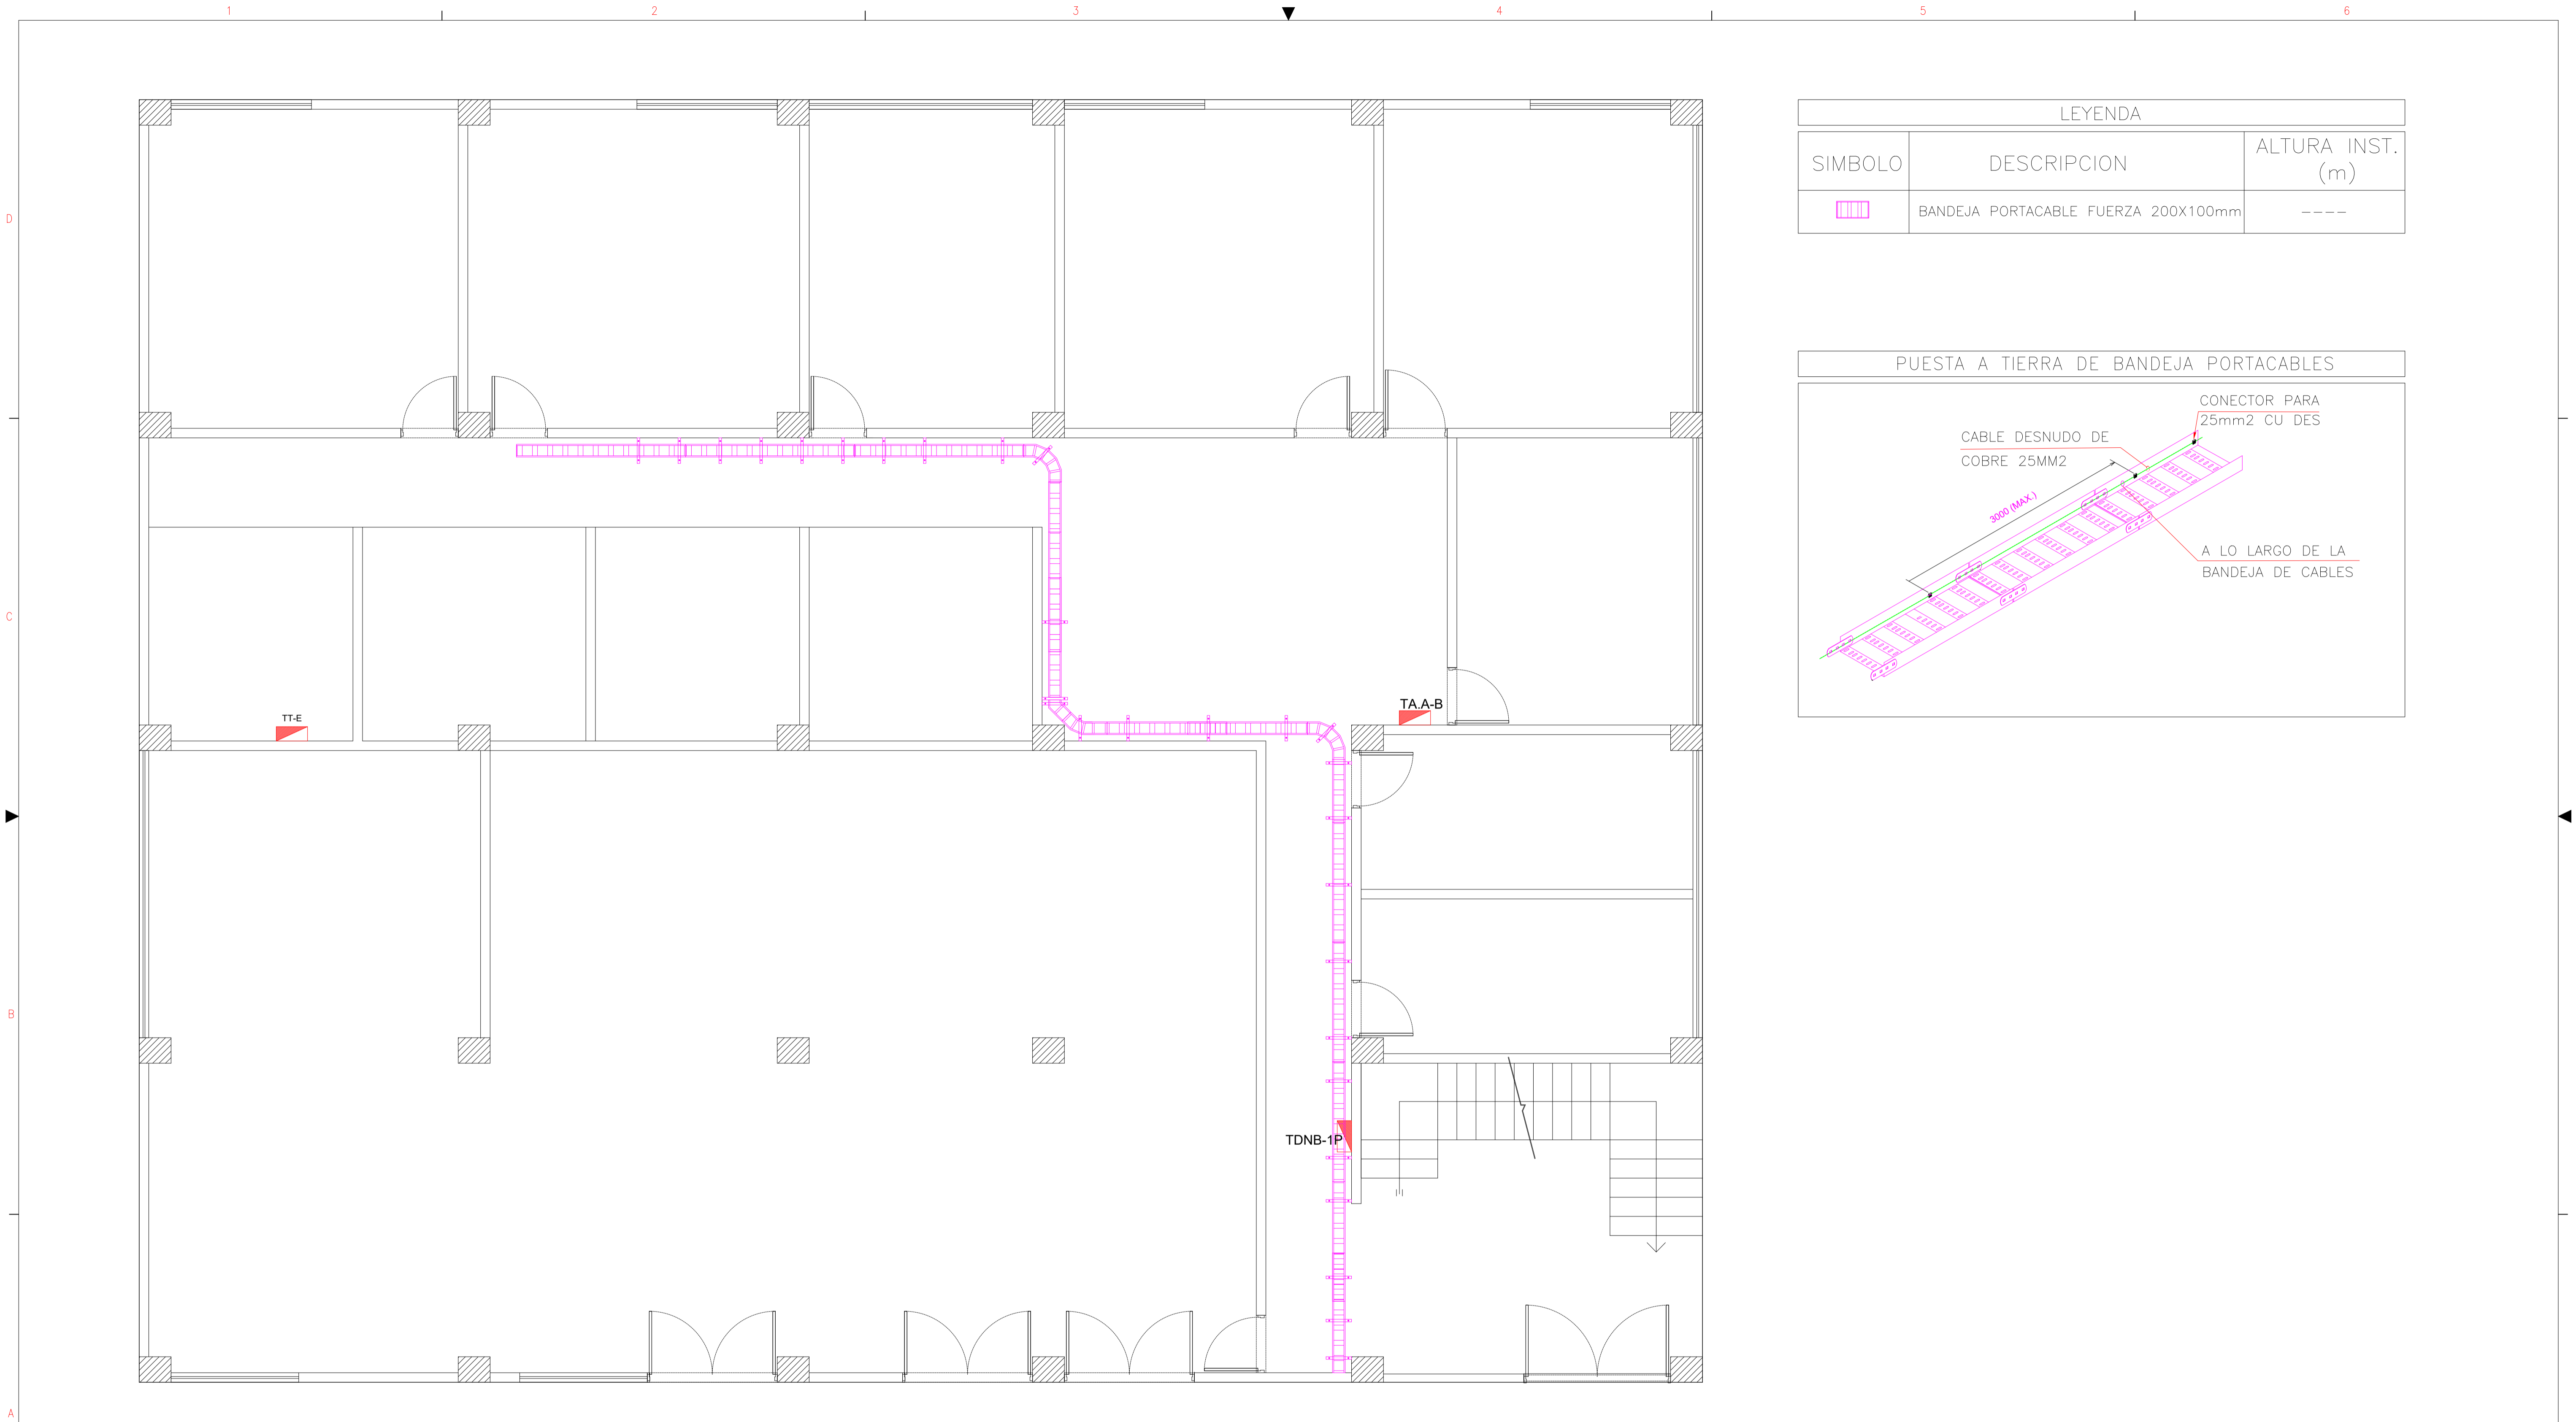 1 2 3 4 5 6
LEYENDA
SIMBOLO DESCRIPCION ALTURA INST.
(m)
BANDEJA PORTACABLE FUERZA 200X100mm ----
D
PUESTA A TIERRA DE BANDEJA PORTACABLES
CONECTOR PARA
25mm2 CU DES
CABLE DESNUDO DE
COBRE 25MM2
3000 (MAX.)
A LO LARGO DE LA
BANDEJA DE CABLES
C
TT-E
TA.A-B
B
TDNB-1P
A